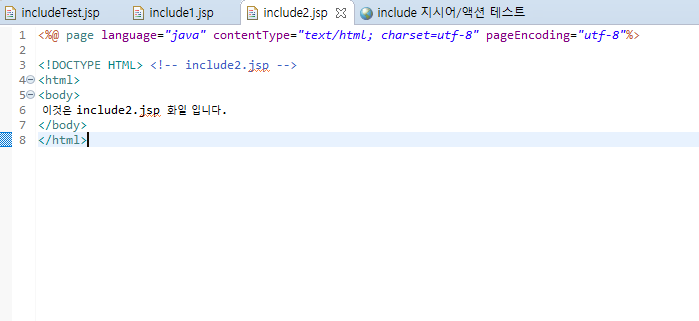 includeTest.jsp include1.jsp include2.jsp include 지시어/액션 테스트
1 <%@ page language="java" contentType="text/html; charset=utf-8" pageEncoding="utf-8"%>
2
3 <!DOCTYPE HTML> <!-- include2.jsp -->
4 <html>
5 <body>
6 이것은 include2.jsp 화일 입니다.
7 </body>
8 </html>